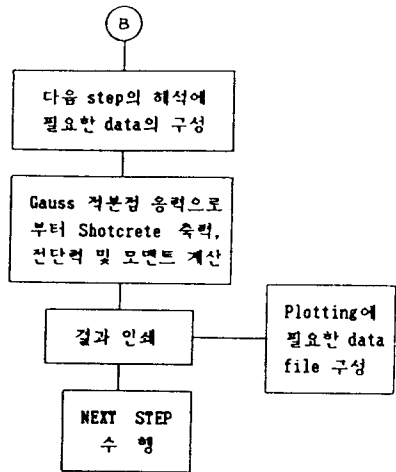 B
다음 step의 해석에
필요한 data의 구성
Gauss 적분점 응력으로
부터 Shotcrete 축력,
전단력 및 모멘트 계산
결과 인쇄
Plotting에
필요한 data
file 구성
NEXT STEP
수 행